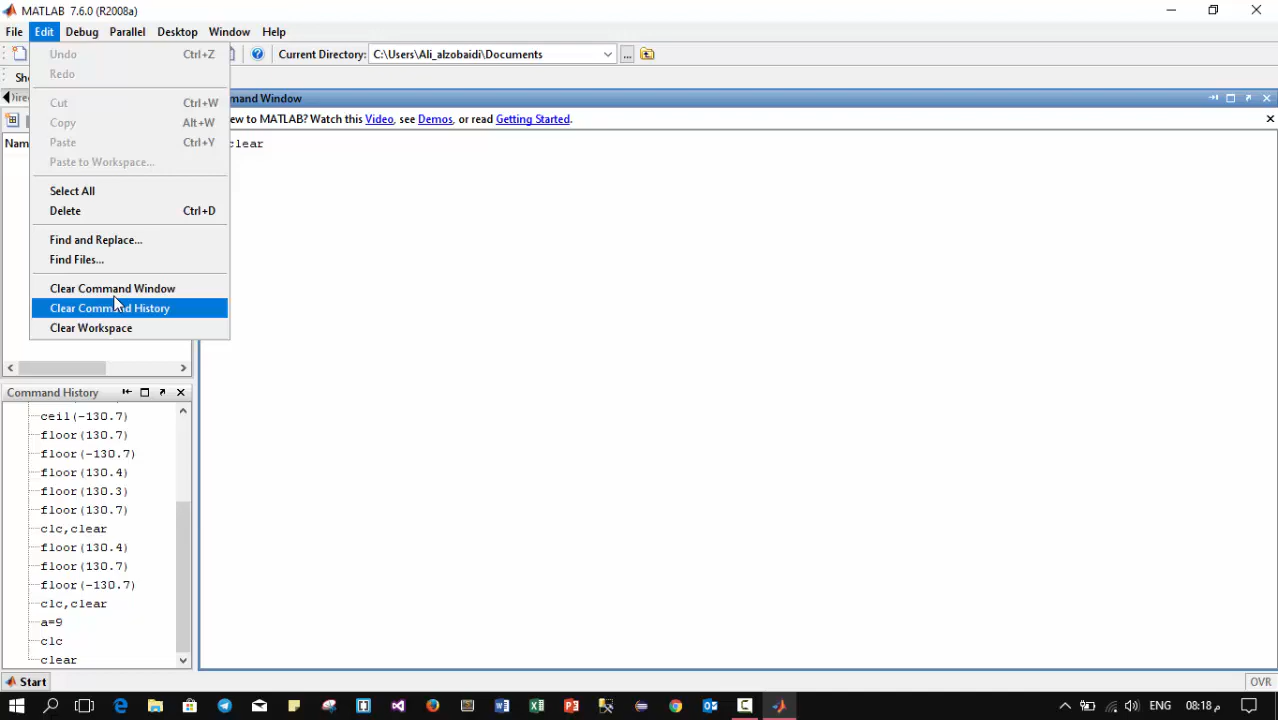 MATLAB 7.6.0 (R2008a)
File Edit Debug Parallel Desktop Window Help
Current Directory: C:\Users\Ali_alzobaidi\Documents ...
Undo Ctrl+Z
Redo
Cut Ctrl+W
Copy Alt+W
Paste Ctrl+Y
Paste to Workspace...
Select All
Delete Ctrl+D
Find and Replace...
Find Files...
Clear Command Window
Clear Command History
Clear Workspace
mand Window
ew to MATLAB? Watch this Video, see Demos, or read Getting Started.
clear
Command History
ceil(-130.7)
floor(130.7)
floor(-130.7)
floor(130.4)
floor(130.3)
floor(130.7)
clc,clear
floor(130.4)
floor(130.7)
floor(-130.7)
clc,clear
a=9
clc
clear
Start
OVR
ENG 08:18 م